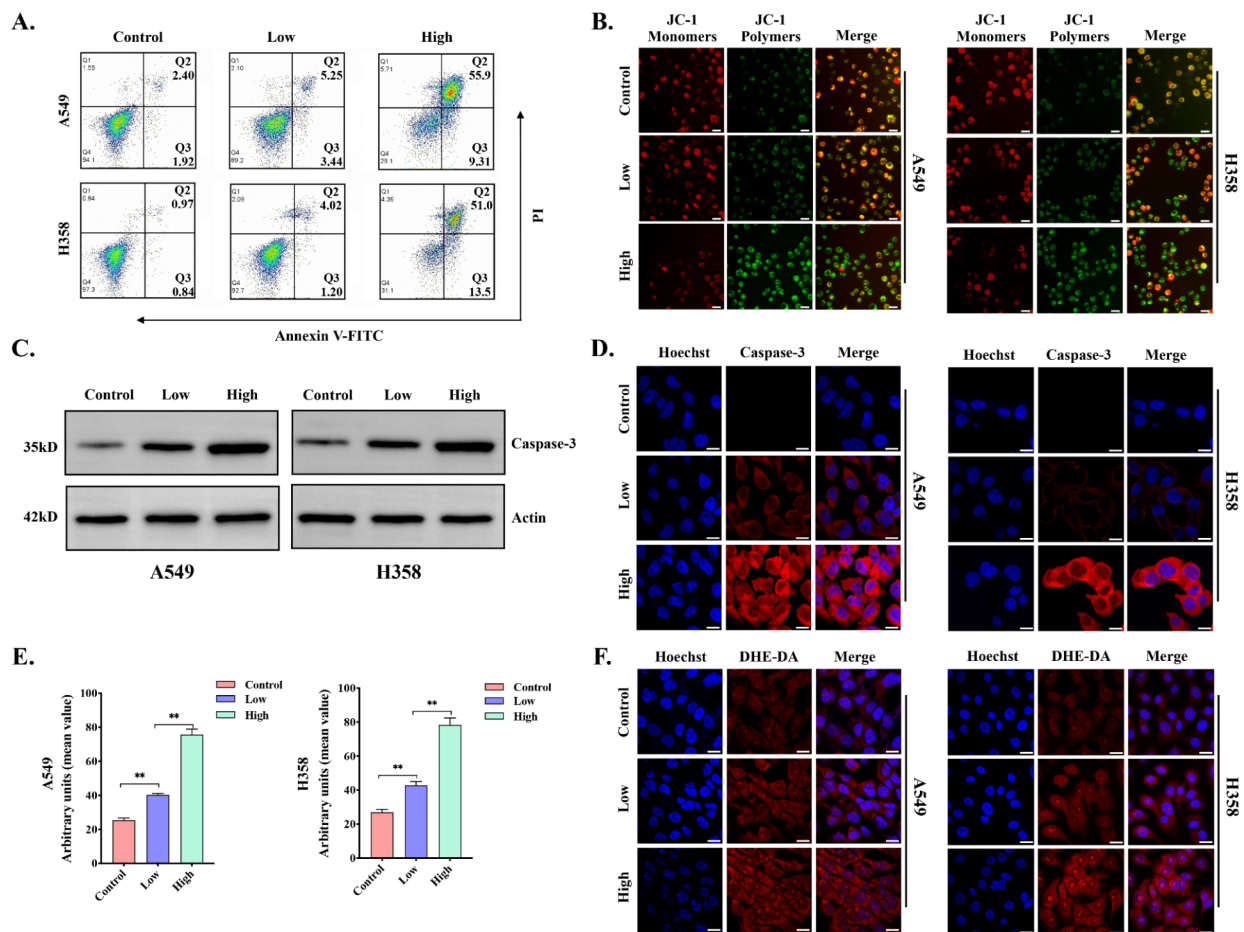 A.
Control Low High
A549
Q1
1.55
Q2
2.40
Q4
94.1
Q3
1.92
Q1
2.10
Q2
5.25
Q4
89.2
Q3
3.44
Q1
5.71
Q2
55.9
Q4
29.1
Q3
9.31
H358
Q1
0.84
Q2
0.97
Q4
97.3
Q3
0.84
Q1
2.09
Q2
4.02
Q4
92.7
Q3
1.20
Q1
4.36
Q2
51.0
Q4
31.1
Q3
13.5
PI
Annexin V-FITC
B.
JC-1 Monomers
JC-1 Polymers
Merge
JC-1 Monomers
JC-1 Polymers
Merge
Control
Low
High
A549
H358
C.
Control Low High
Control Low High
35kD
Caspase-3
42kD
Actin
A549
H358
D.
Hoechst Caspase-3 Merge
Hoechst Caspase-3 Merge
Control
Low
High
A549
H358
E.
A549
Arbitrary units (mean value)
100
80
60
40
20
0
**
**
Control
Low
High
Control
Low
High
H358
Arbitrary units (mean value)
100
80
60
40
20
0
**
**
Control
Low
High
Control
Low
High
F.
Hoechst DHE-DA Merge
Hoechst DHE-DA Merge
Control
Low
High
A549
H358